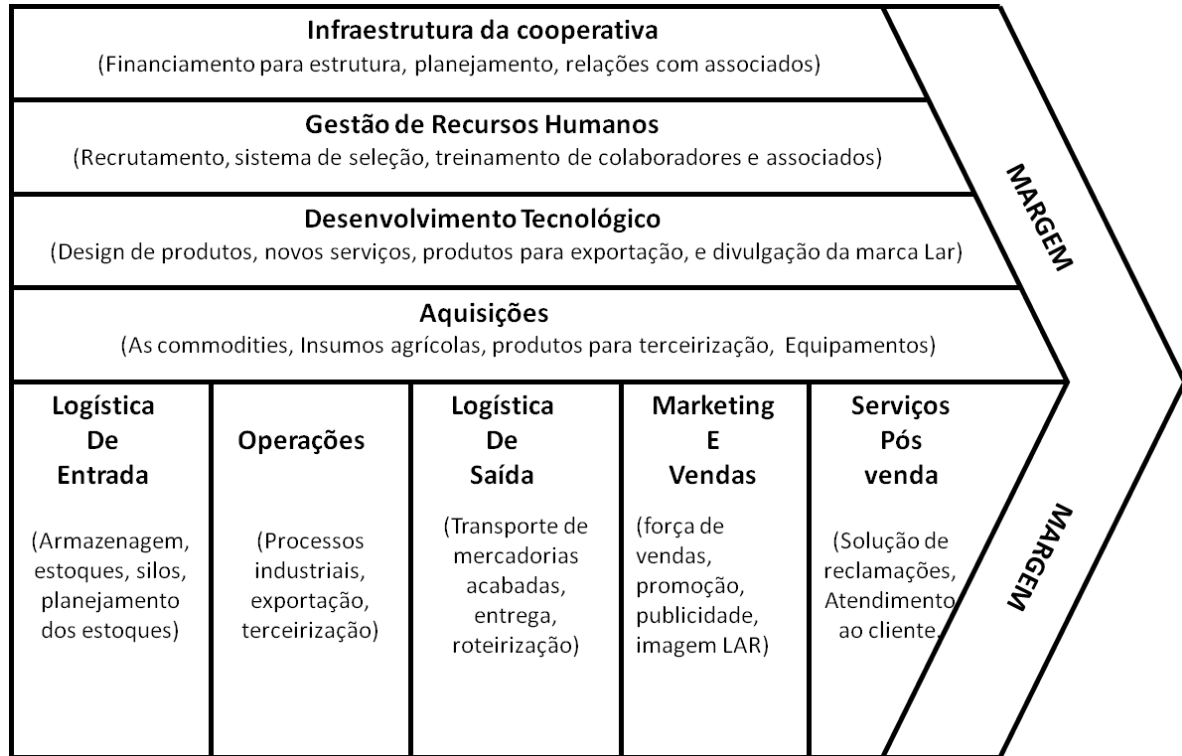 Infraestrutura da cooperativa
(Financiamento para estrutura, planejamento, relações com associados)
Gestão de Recursos Humanos
(Recrutamento, sistema de seleção, treinamento de colaboradores e associados)
Desenvolvimento Tecnológico
(Design de produtos, novos serviços, produtos para exportação, e divulgação da marca Lar)
Aquisições
(As commodities, Insumos agrícolas, produtos para terceirização, Equipamentos)
MARGEM
Logística
De
Entrada
(Armazenagem,
estoques, silos,
planejamento
dos estoques)
Operações
(Processos
industriais,
exportação,
terceirização)
Logística
De
Saída
(Transporte de
mercadorias
acabadas,
entrega,
roteirização)
Marketing
E
Vendas
(força de
vendas,
promoção,
publicidade,
imagem LAR)
Serviços
Pós
venda
(Solução de
reclamações,
Atendimento
ao cliente.
MARGEM